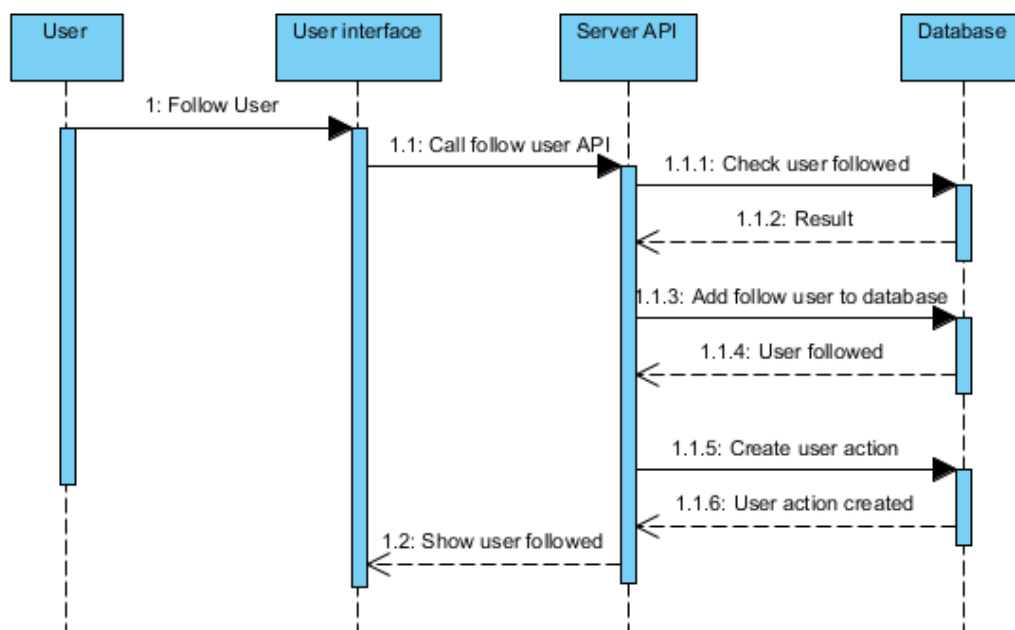 User
User interface
Server API
Database
1: Follow User
1.1: Call follow user API
1.1.1: Check user followed
1.1.2: Result
1.1.3: Add follow user to database
1.1.4: User followed
1.1.5: Create user action
1.1.6: User action created
1.2: Show user followed